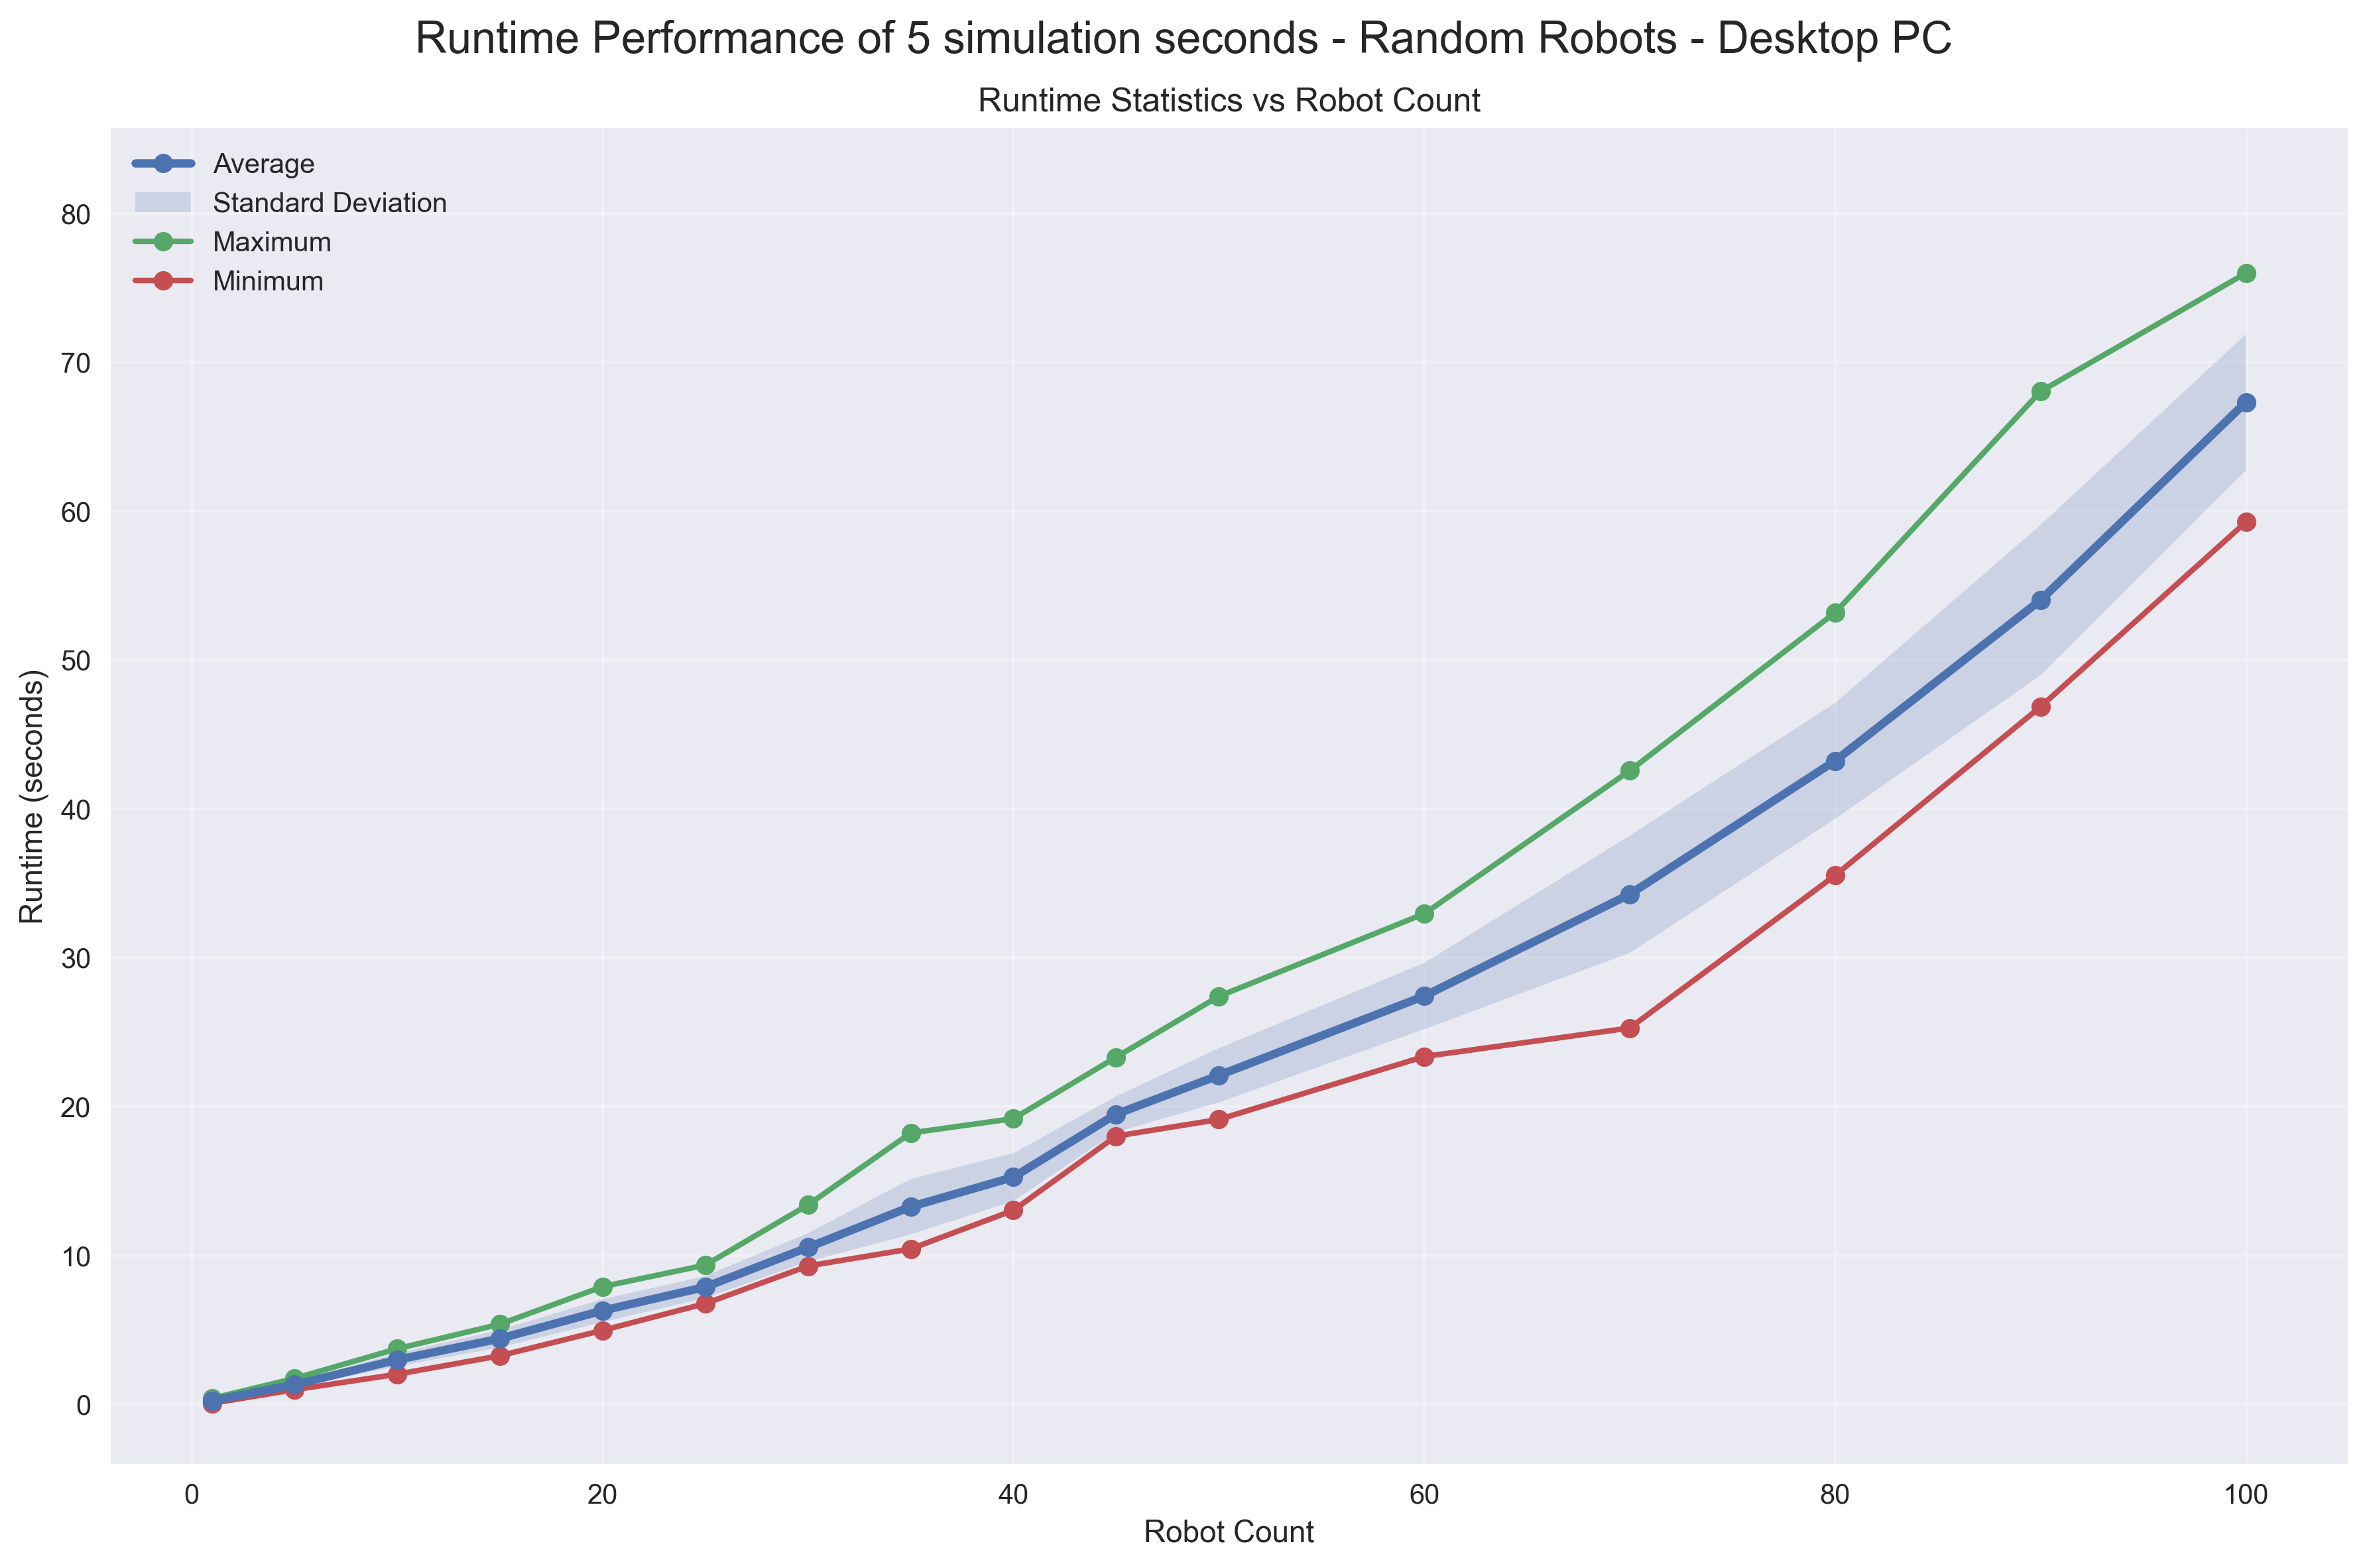 Runtime Performance of 5 simulation seconds - Random Robots - Desktop PC
Runtime Statistics vs Robot Count
Average
Standard Deviation
Maximum
Minimum
Runtime (seconds)
80
70
60
50
40
30
20
10
0
0 20 40 60 80 100
Robot Count